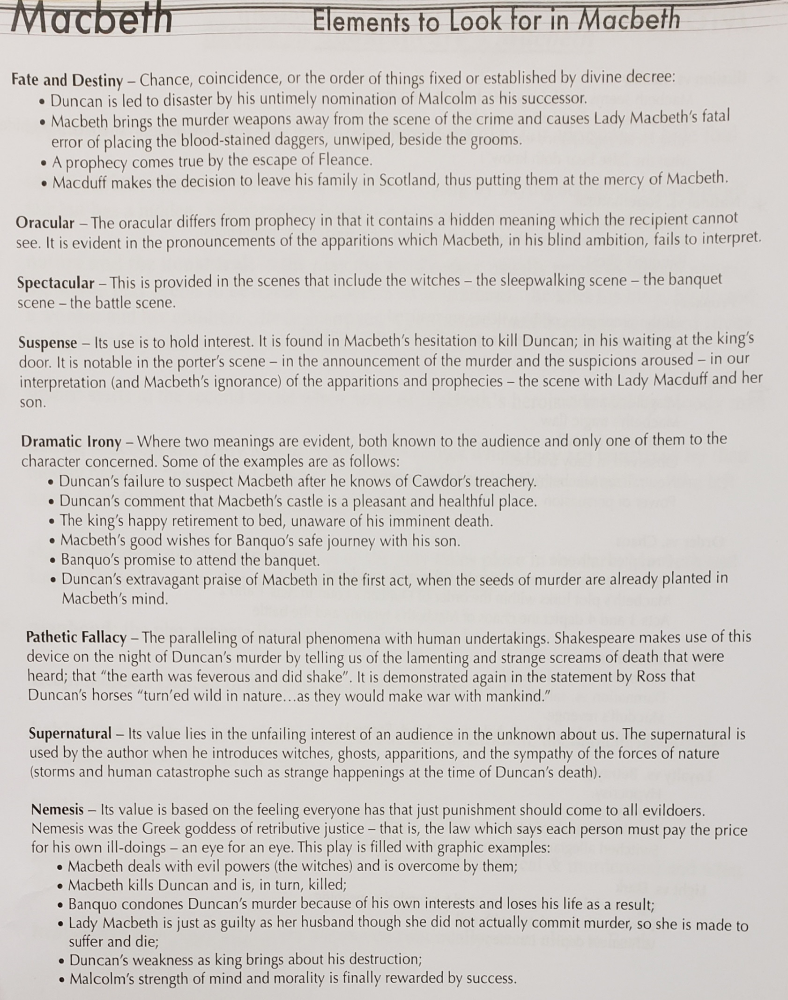 Macbeth
Elements to Look for in Macbeth
Fate and Destiny – Chance, coincidence, or the order of things fixed or established by divine decree:
• Duncan is led to disaster by his untimely nomination of Malcolm as his successor.
• Macbeth brings the murder weapons away from the scene of the crime and causes Lady Macbeth's fatal
error of placing the blood-stained daggers, unwiped, beside the grooms.
• A prophecy comes true by the escape of Fleance.
• Macduff makes the decision to leave his family in Scotland, thus putting them at the mercy of Macbeth.
Oracular – The oracular differs from prophecy in that it contains a hidden meaning which the recipient cannot
see. It is evident in the pronouncements of the apparitions which Macbeth, in his blind ambition, fails to interpret.
Spectacular – This is provided in the scenes that include the witches – the sleepwalking scene – the banquet
scene – the battle scene.
Suspense – Its use is to hold interest. It is found in Macbeth's hesitation to kill Duncan; in his waiting at the king's
door. It is notable in the porter's scene – in the announcement of the murder and the suspicions aroused – in our
interpretation (and Macbeth's ignorance) of the apparitions and prophecies – the scene with Lady Macduff and her
son.
Dramatic Irony – Where two meanings are evident, both known to the audience and only one of them to the
character concerned. Some of the examples are as follows:
• Duncan's failure to suspect Macbeth after he knows of Cawdor's treachery.
• Duncan's comment that Macbeth's castle is a pleasant and healthful place.
• The king's happy retirement to bed, unaware of his imminent death.
• Macbeth's good wishes for Banquo's safe journey with his son.
• Banquo's promise to attend the banquet.
• Duncan's extravagant praise of Macbeth in the first act, when the seeds of murder are already planted in
Macbeth's mind.
Pathetic Fallacy – The paralleling of natural phenomena with human undertakings. Shakespeare makes use of this
device on the night of Duncan's murder by telling us of the lamenting and strange screams of death that were
heard; that "the earth was feverous and did shake". It is demonstrated again in the statement by Ross that
Duncan's horses "turn'ed wild in nature...as they would make war with mankind."
Supernatural – Its value lies in the unfailing interest of an audience in the unknown about us. The supernatural is
used by the author when he introduces witches, ghosts, apparitions, and the sympathy of the forces of nature
(storms and human catastrophe such as strange happenings at the time of Duncan's death).
Nemesis – Its value is based on the feeling everyone has that just punishment should come to all evildoers.
Nemesis was the Greek goddess of retributive justice – that is, the law which says each person must pay the price
for his own ill-doings – an eye for an eye. This play is filled with graphic examples:
• Macbeth deals with evil powers (the witches) and is overcome by them;
• Macbeth kills Duncan and is, in turn, killed;
• Banquo condones Duncan's murder because of his own interests and loses his life as a result;
• Lady Macbeth is just as guilty as her husband though she did not actually commit murder, so she is made to
suffer and die;
• Duncan's weakness as king brings about his destruction;
• Malcolm's strength of mind and morality is finally rewarded by success.